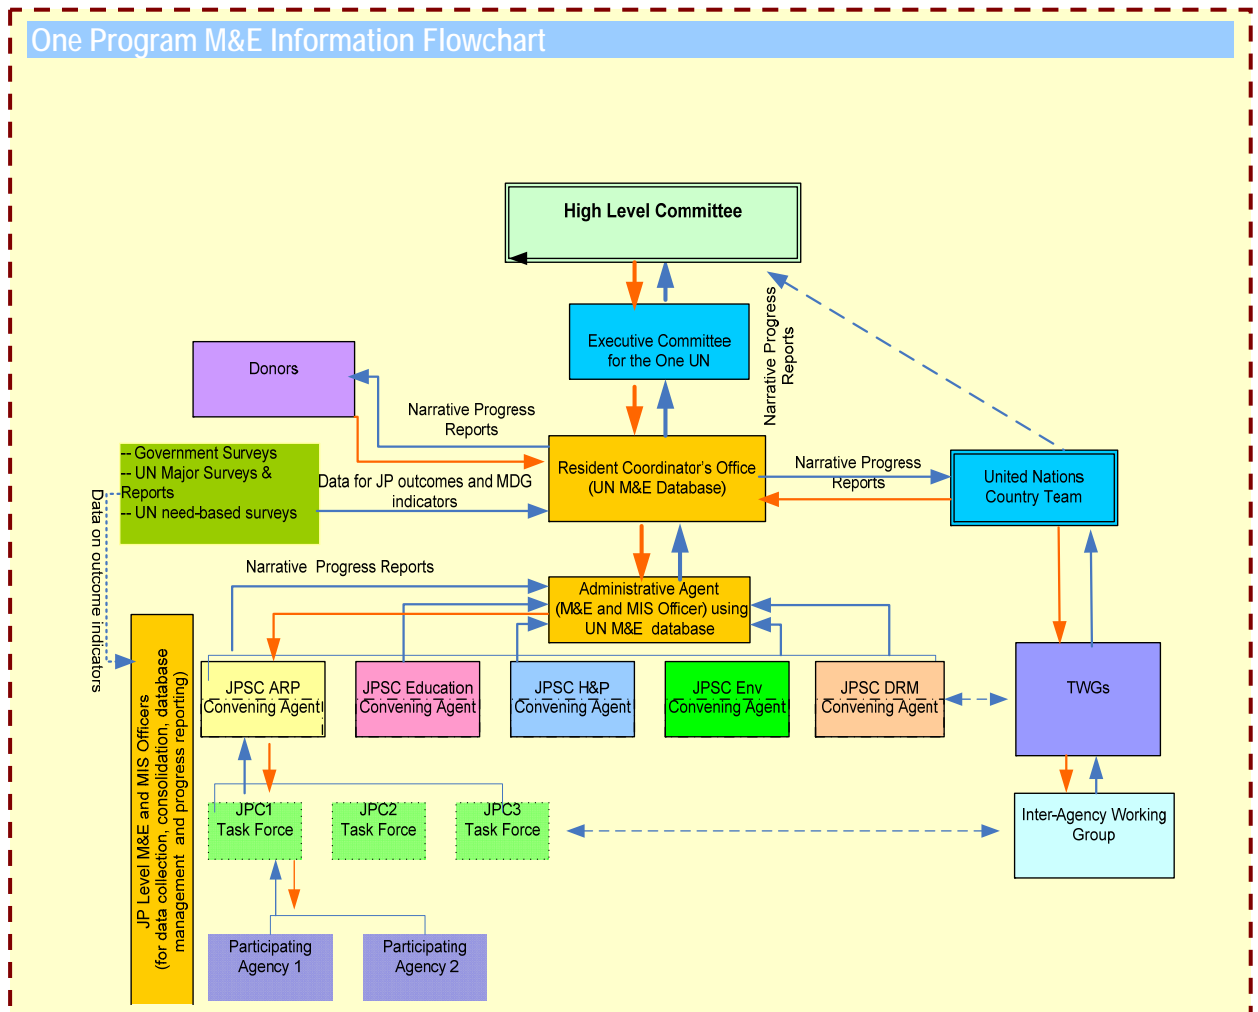 One Program M&E Information Flowchart
High Level Committee
Executive Committee
for the One UN
Narrative Progress
Reports
Donors
Narrative Progress
Reports
-- Government Surveys
-- UN Major Surveys &
Reports
-- UN need-based surveys
Data for JP outcomes and MDG
indicators
Resident Coordinator's Office
(UN M&E Database)
Narrative Progress
Reports
United Nations
Country Team
Data on outcome indicators
Narrative  Progress Reports
Administrative Agent
(M&E and MIS Officer) using
UN M&E  database
JP Level M&E and MIS Officers
(for data collection, consolidation, database
management  and progress reporting)
JPSC ARP
Convening Agent
JPSC Education
Convening Agent
JPSC H&P
Convening Agent
JPSC Env
Convening Agent
JPSC DRM
Convening Agent
TWGs
JPC1
Task Force
JPC2
Task Force
JPC3
Task Force
Inter-Agency Working
Group
Participating
Agency 1
Participating
Agency 2